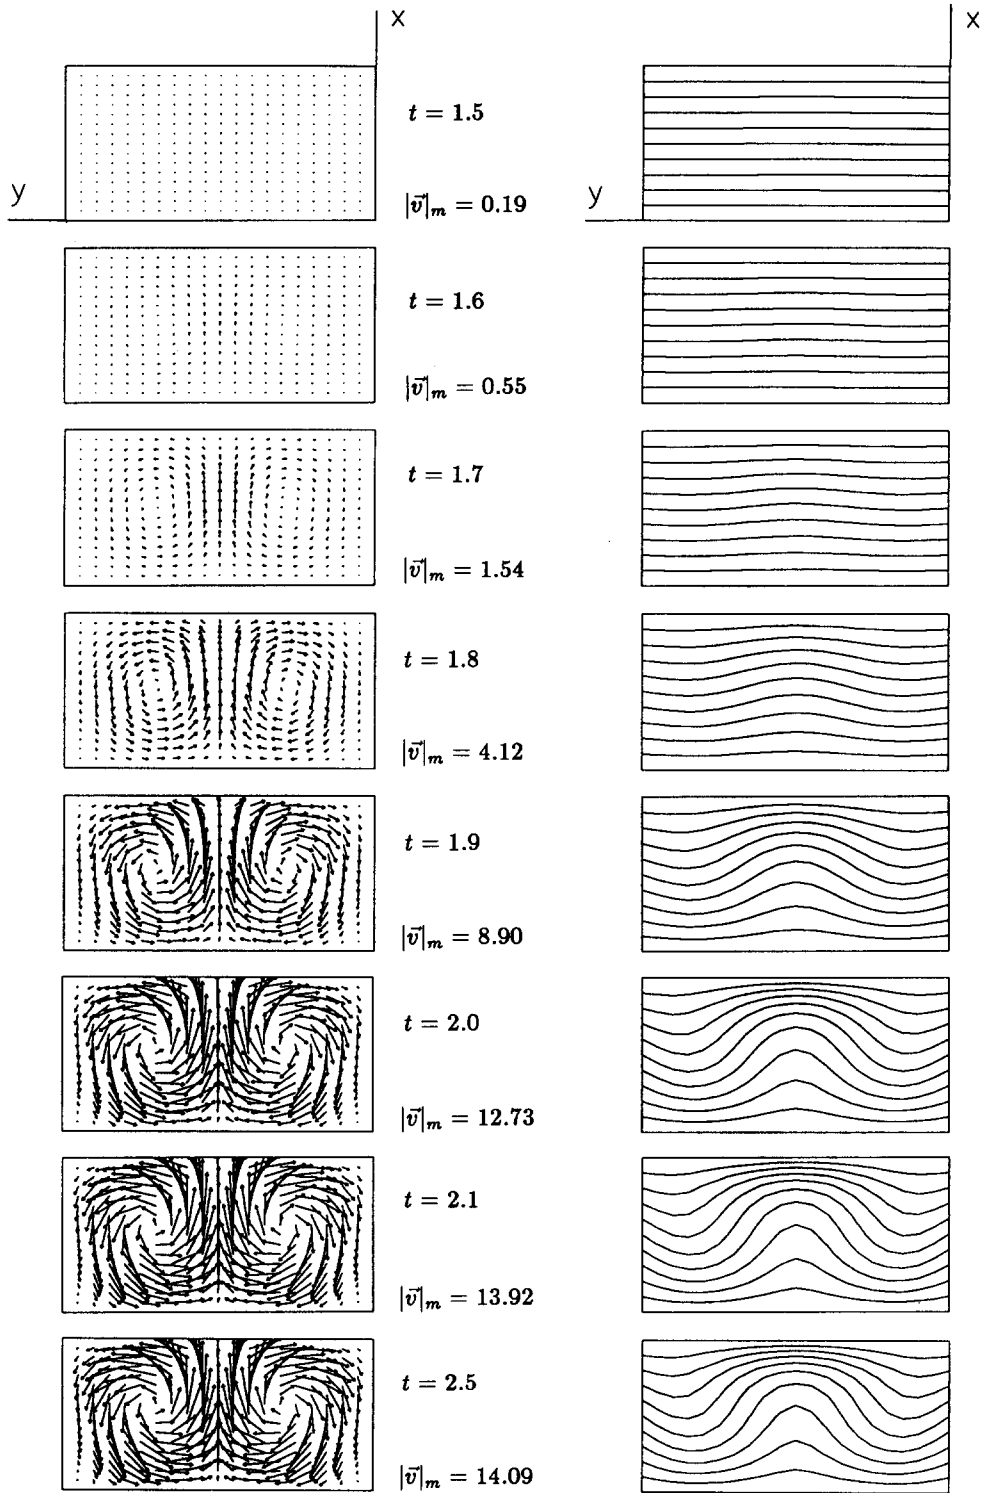 x
x
t = 1.5
y
y
|v⃗|ₘ = 0.19
t = 1.6
|v⃗|ₘ = 0.55
t = 1.7
|v⃗|ₘ = 1.54
t = 1.8
|v⃗|ₘ = 4.12
t = 1.9
|v⃗|ₘ = 8.90
t = 2.0
|v⃗|ₘ = 12.73
t = 2.1
|v⃗|ₘ = 13.92
t = 2.5
|v⃗|ₘ = 14.09